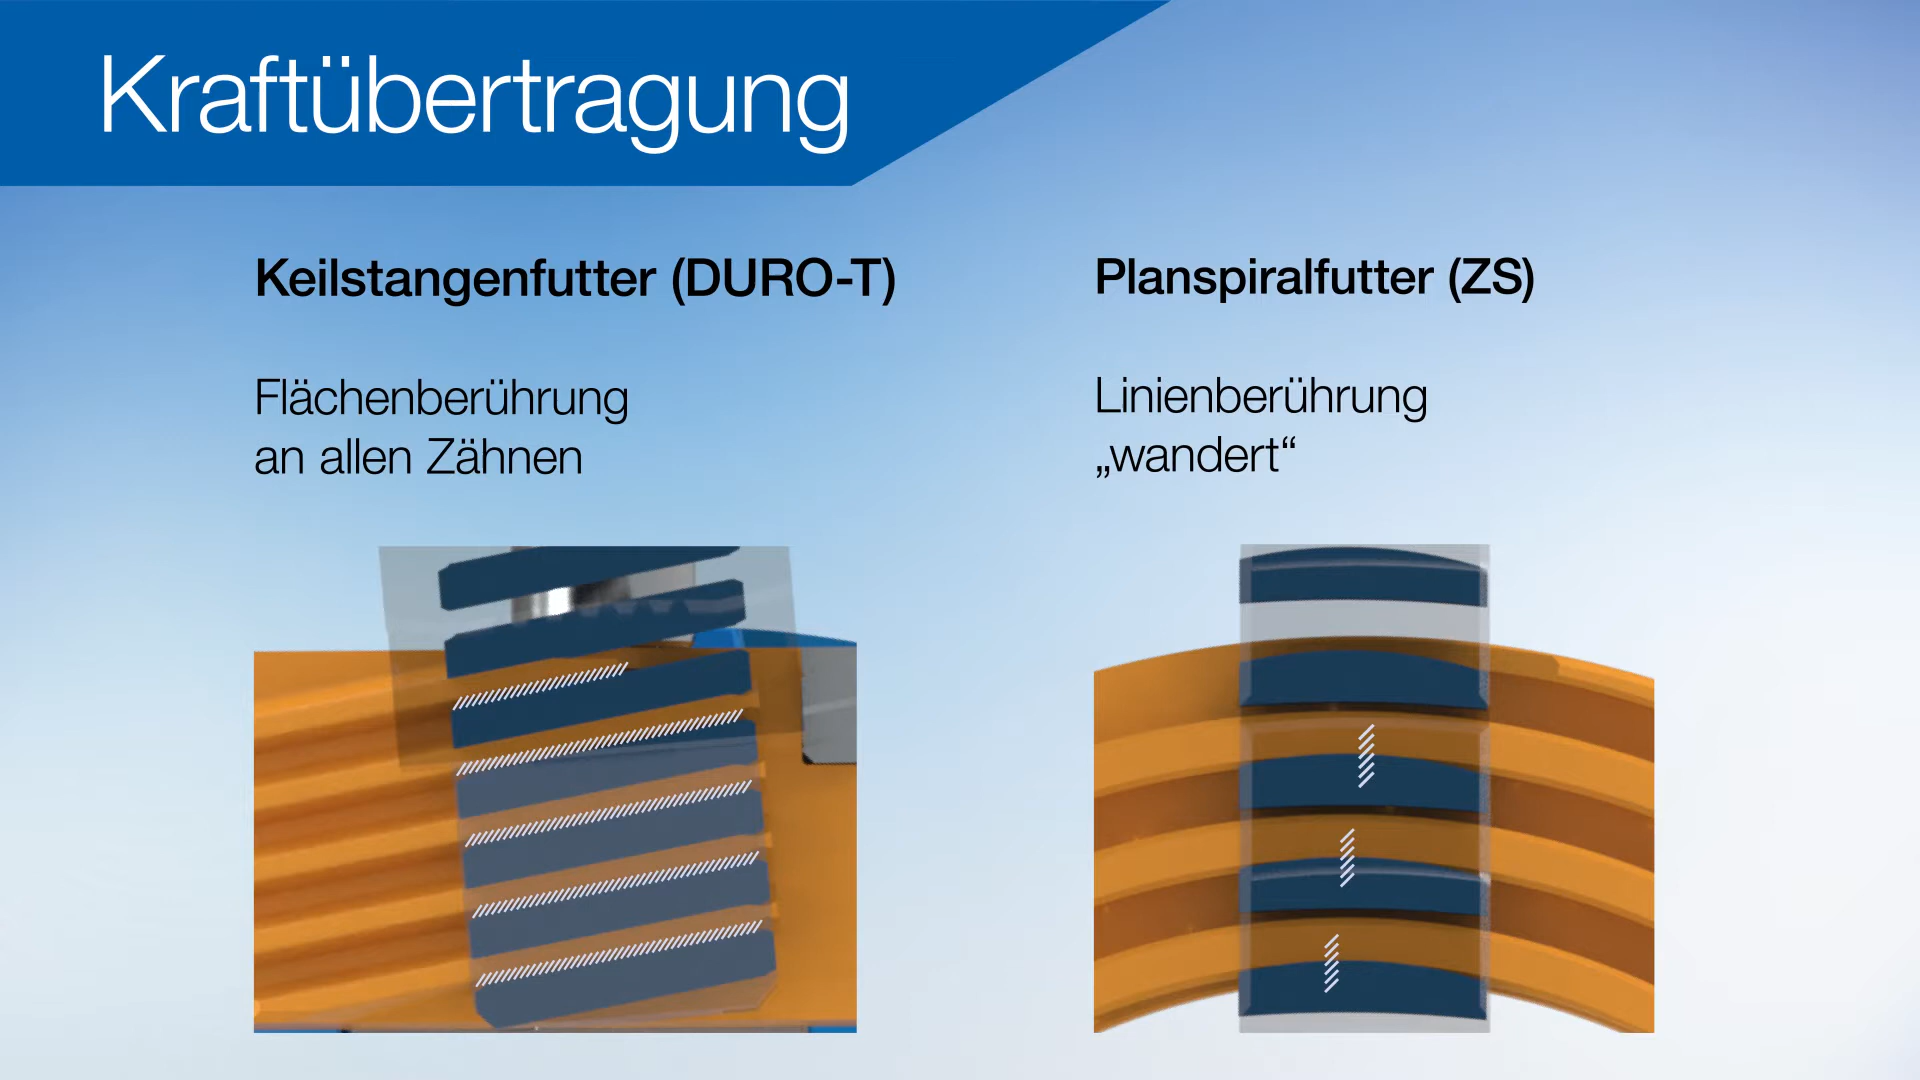 Kraftübertragung
Keilstangenfutter (DURO-T)
Flächenberührung
an allen Zähnen
Planspiralfutter (ZS)
Linienberührung
„wandert“